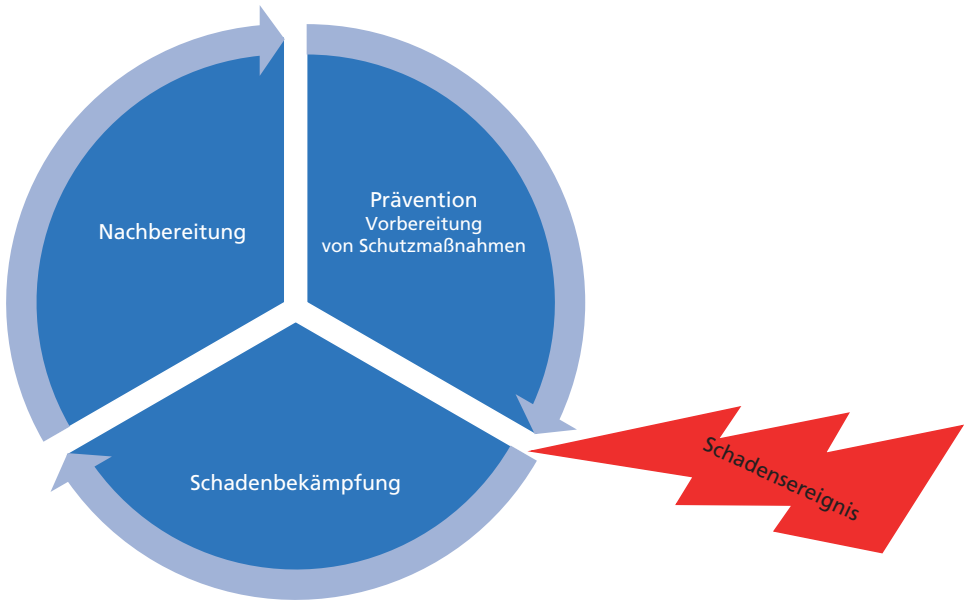 Nachbereitung
Prävention
Vorbereitung
von Schutzmaßnahmen
Schadenbekämpfung
Schadensereignis